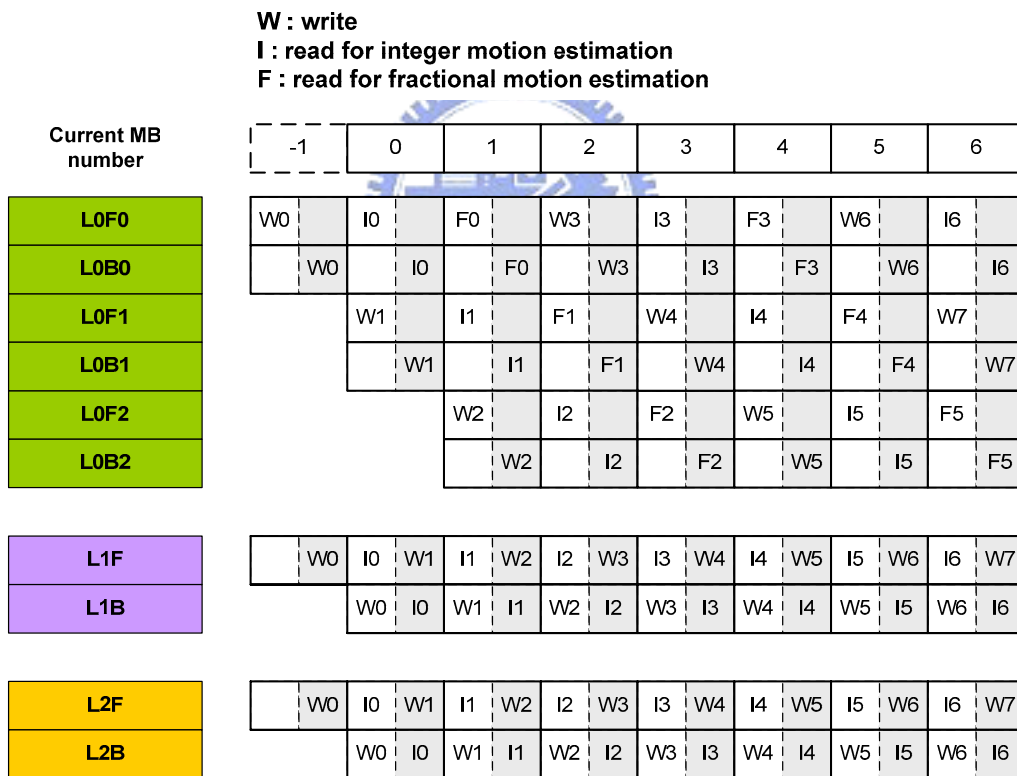 W : write
I : read for integer motion estimation
F : read for fractional motion estimation
Current MB number -1 0 1 2 3 4 5 6
L0F0 W0 I0 F0 W3 I3 F3 W6 I6
L0B0 W0 I0 F0 W3 I3 F3 W6 I6
L0F1 W1 I1 F1 W4 I4 F4 W7
L0B1 W1 I1 F1 W4 I4 F4 W7
L0F2 W2 I2 F2 W5 I5 F5
L0B2 W2 I2 F2 W5 I5 F5
L1F W0 I0 W1 I1 W2 I2 W3 I3 W4 I4 W5 I5 W6 I6 W7
L1B W0 I0 W1 I1 W2 I2 W3 I3 W4 I4 W5 I5 W6 I6
L2F W0 I0 W1 I1 W2 I2 W3 I3 W4 I4 W5 I5 W6 I6 W7
L2B W0 I0 W1 I1 W2 I2 W3 I3 W4 I4 W5 I5 W6 I6